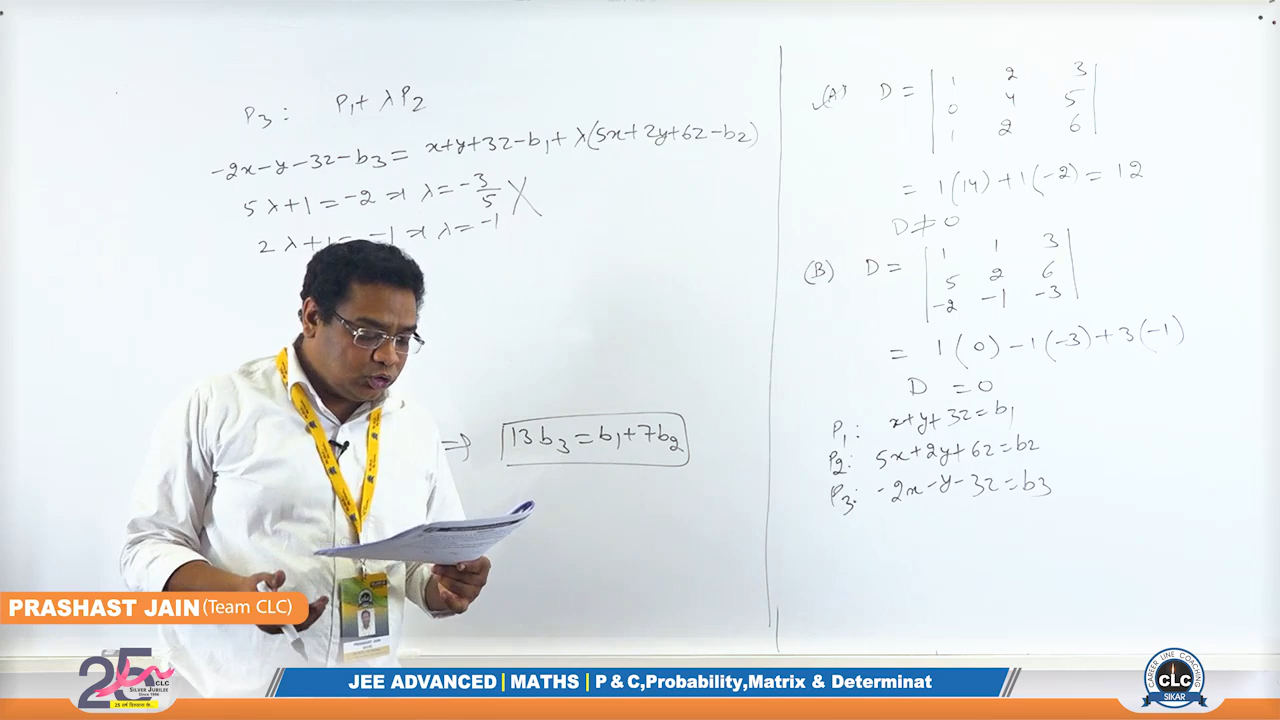 P₃: P₁ + λP₂
-2x-y-3z-b₃ = x+y+3z-b₁+λ(5x+2y+6z-b₂)
5λ+1=-2 ⇒ λ=-3/5
2λ+1=-1 ⇒ λ=-1
⇒ 13b₃=b₁+7b₂
(A) D = | 1 2 3
0 4 5
1 2 6 |
= 1(14)+1(-2)=12
D≠0
(B) D = | 1 1 3
5 2 6
-2 -1 -3 |
= 1(0)-1(-3)+3(-1)
D =0
P₁: x+y+3z=b₁
P₂: 5x+2y+6z=b₂
P₃: -2x-y-3z=b₃
PRASHAST JAIN (Team CLC)
25
CLC
SILVER JUBILEE
Since 1996
JEE ADVANCED | MATHS | P & C,Probability,Matrix & Determinat
CAREER LINE COACHING
CLC
SIKAR